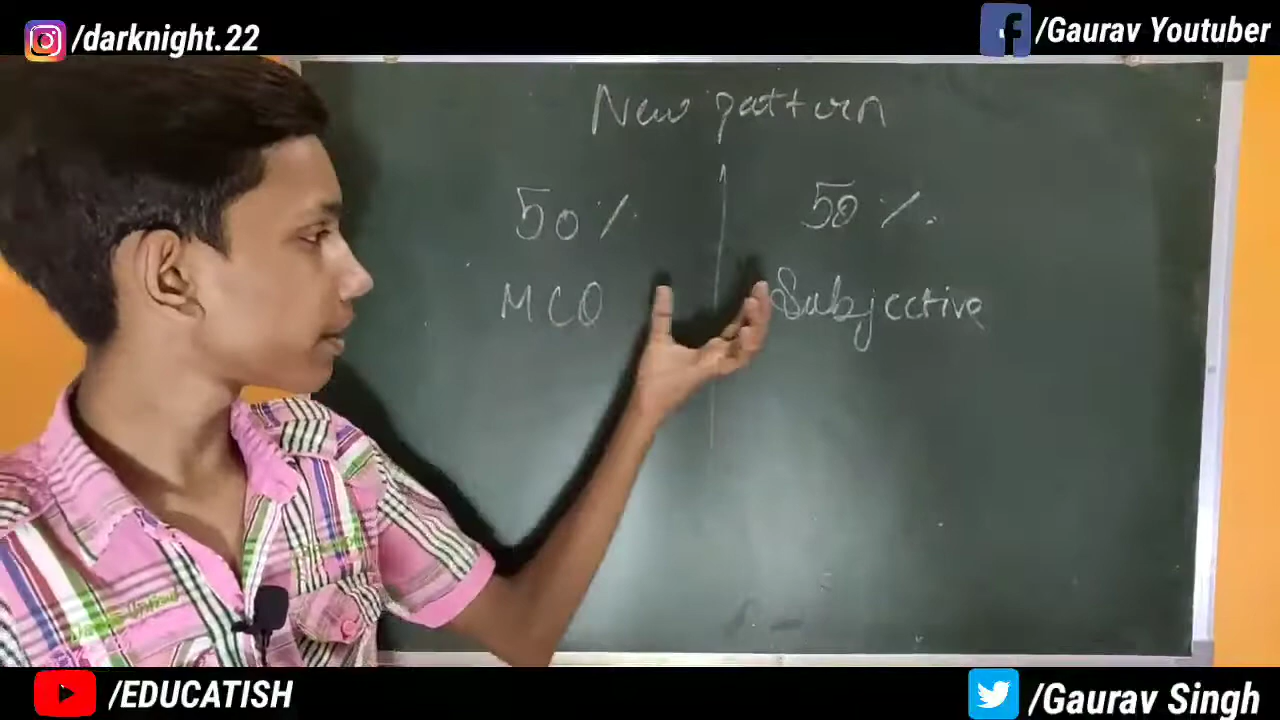 /darknight.22
/Gaurav Youtuber
New pattern
50% 50%
MCQ Subjective
/EDUCATISH
/Gaurav Singh